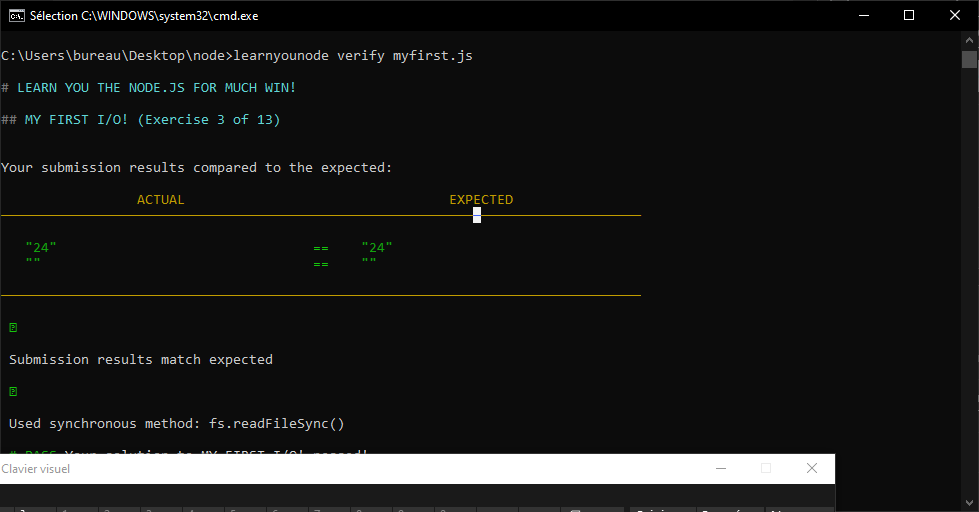 Sélection C:\WINDOWS\system32\cmd.exe
C:\Users\bureau\Desktop\node>learnyounode verify myfirst.js
# LEARN YOU THE NODE.JS FOR MUCH WIN!
## MY FIRST I/O! (Exercise 3 of 13)
Your submission results compared to the expected:
ACTUAL EXPECTED
"24" == "24"
"" == ""
Submission results match expected
Used synchronous method: fs.readFileSync()
# PASS Your solution to MY FIRST I/O! passed!
Clavier visuel